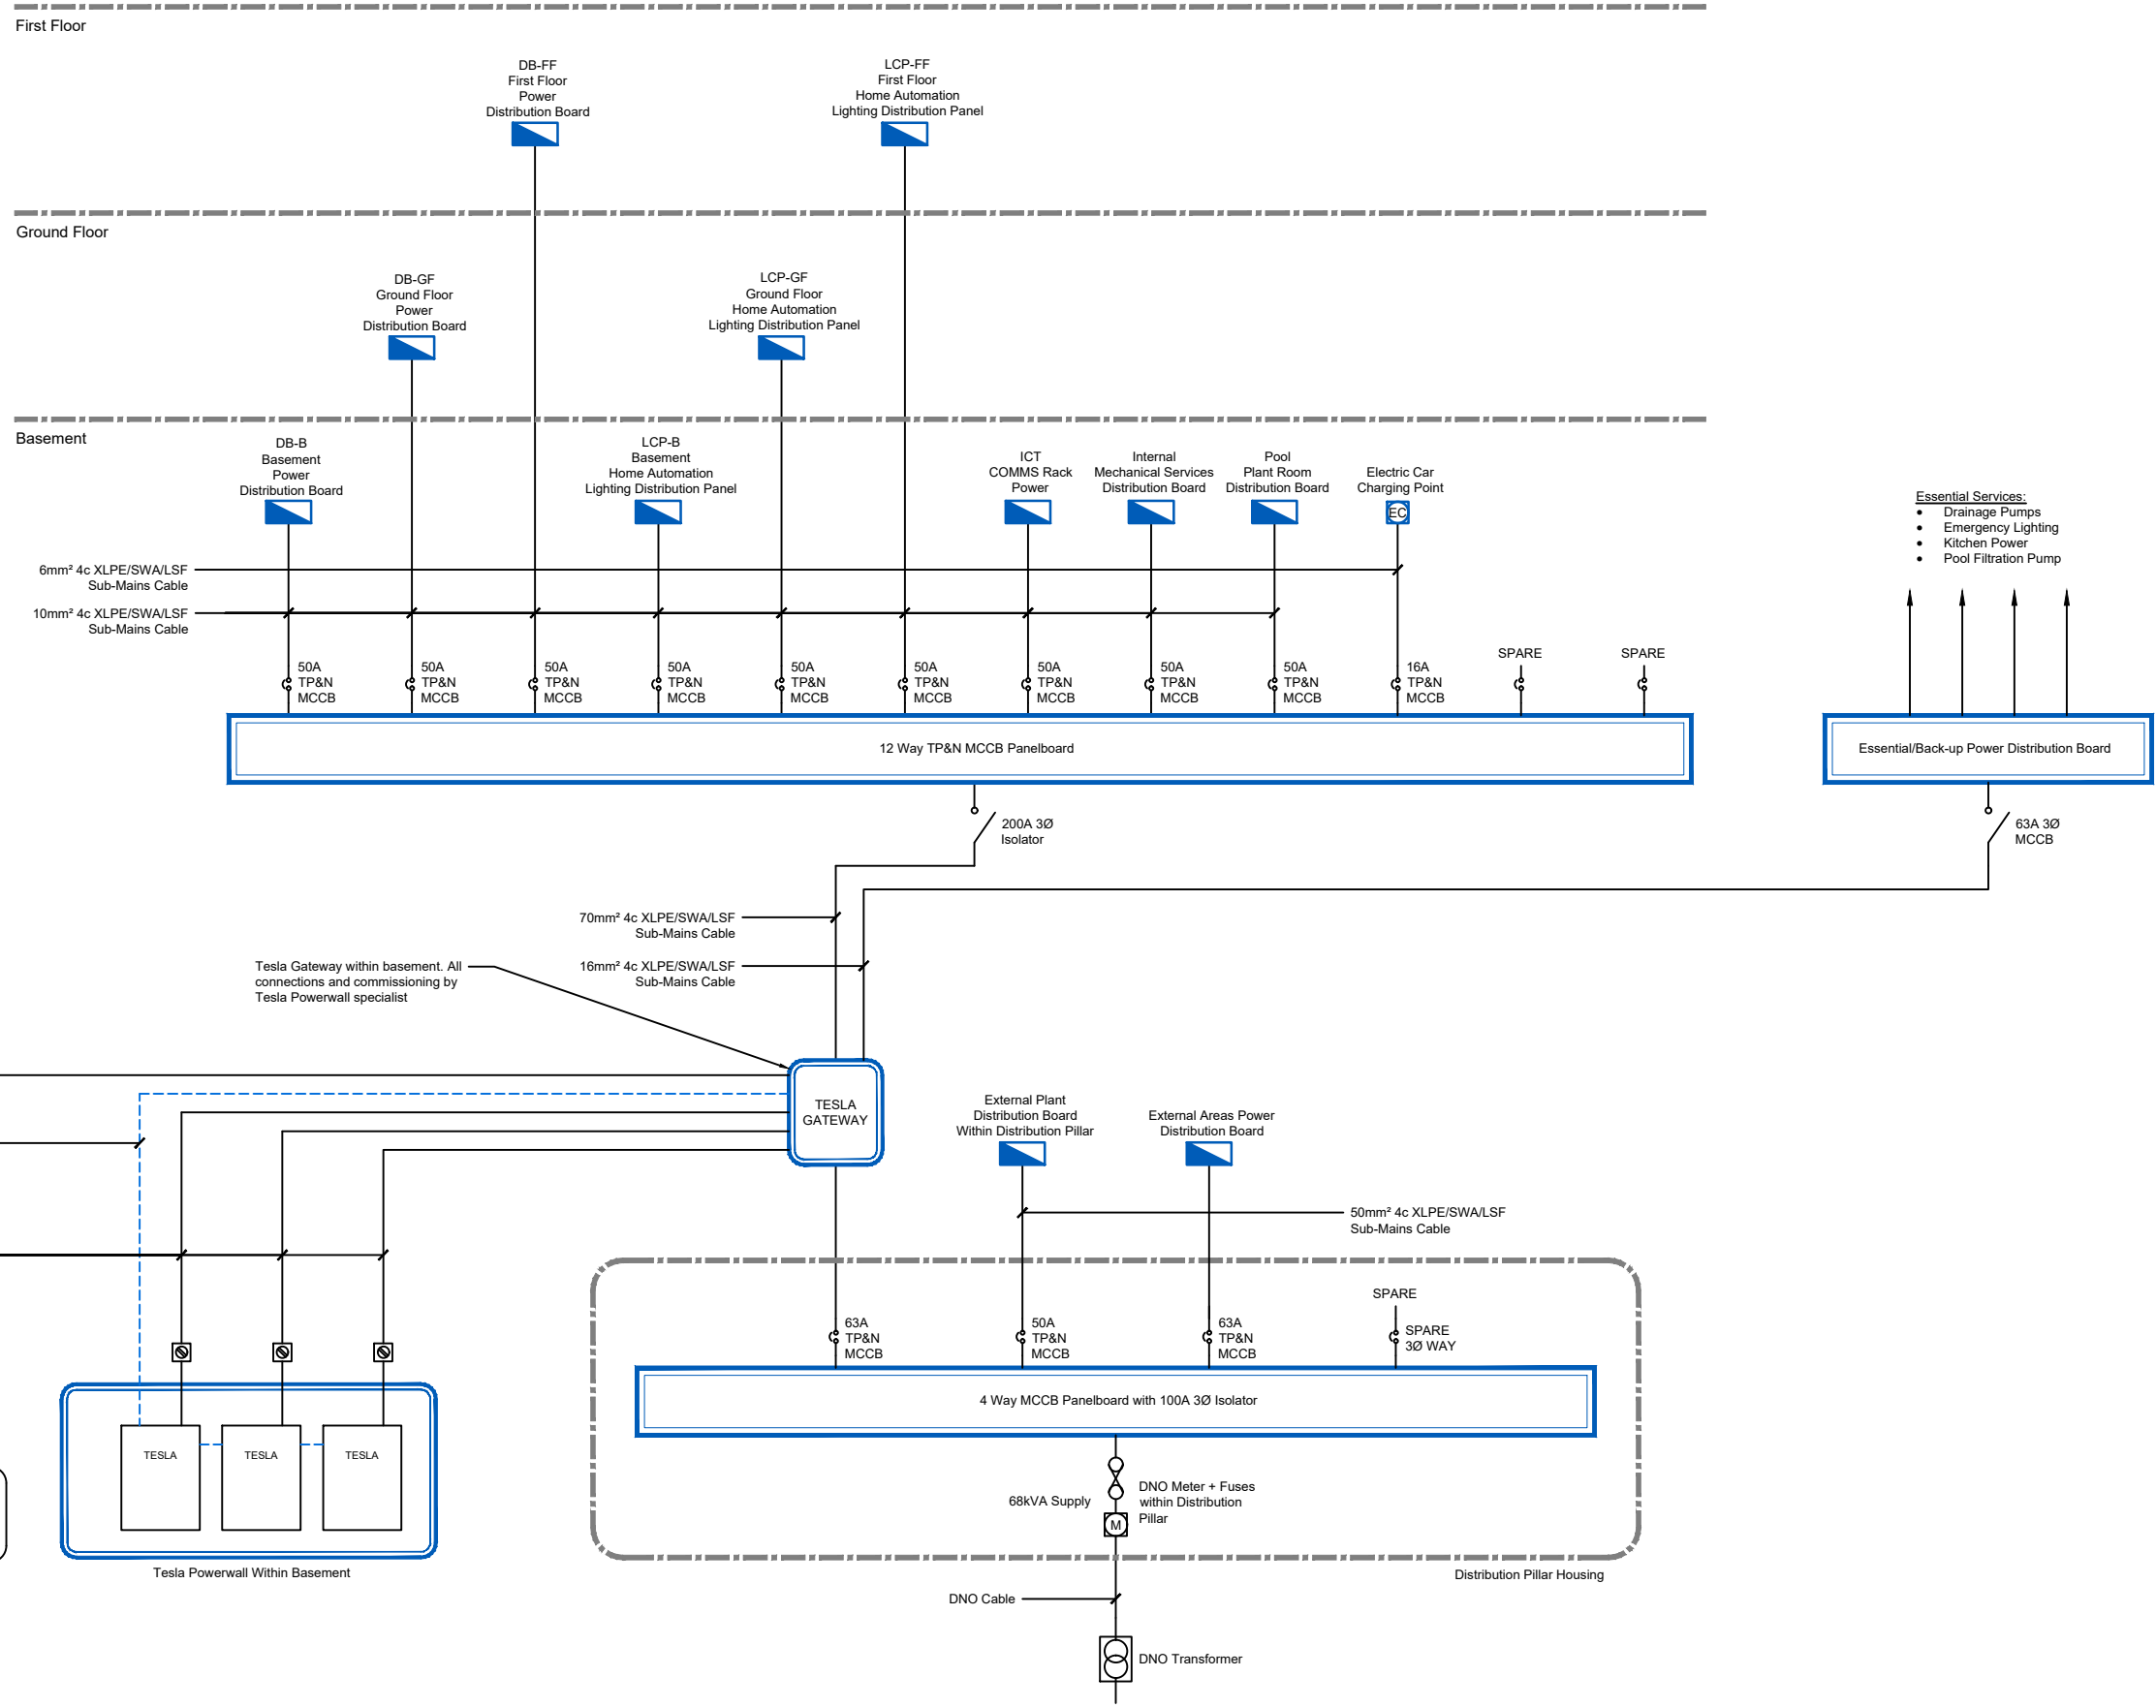 First Floor
DB-FF
First Floor
Power
Distribution Board
LCP-FF
First Floor
Home Automation
Lighting Distribution Panel
Ground Floor
DB-GF
Ground Floor
Power
Distribution Board
LCP-GF
Ground Floor
Home Automation
Lighting Distribution Panel
Basement
DB-B
Basement
Power
Distribution Board
LCP-B
Basement
Home Automation
Lighting Distribution Panel
ICT
COMMS Rack
Power
Internal
Mechanical Services
Distribution Board
Pool
Plant Room
Distribution Board
Electric Car
Charging Point
EC
Essential Services:
• Drainage Pumps
• Emergency Lighting
• Kitchen Power
• Pool Filtration Pump
6mm² 4c XLPE/SWA/LSF
Sub-Mains Cable
10mm² 4c XLPE/SWA/LSF
Sub-Mains Cable
50A
TP&N
MCCB
50A
TP&N
MCCB
50A
TP&N
MCCB
50A
TP&N
MCCB
50A
TP&N
MCCB
50A
TP&N
MCCB
50A
TP&N
MCCB
50A
TP&N
MCCB
50A
TP&N
MCCB
16A
TP&N
MCCB
SPARE
SPARE
12 Way TP&N MCCB Panelboard
Essential/Back-up Power Distribution Board
200A 3Ø
Isolator
63A 3Ø
MCCB
70mm² 4c XLPE/SWA/LSF
Sub-Mains Cable
16mm² 4c XLPE/SWA/LSF
Sub-Mains Cable
Tesla Gateway within basement. All
connections and commissioning by
Tesla Powerwall specialist
TESLA
GATEWAY
External Plant
Distribution Board
Within Distribution Pillar
External Areas Power
Distribution Board
50mm² 4c XLPE/SWA/LSF
Sub-Mains Cable
63A
TP&N
MCCB
50A
TP&N
MCCB
63A
TP&N
MCCB
SPARE
SPARE
3Ø WAY
4 Way MCCB Panelboard with 100A 3Ø Isolator
TESLA
TESLA
TESLA
Tesla Powerwall Within Basement
68kVA Supply
DNO Meter + Fuses
within Distribution
Pillar
M
Distribution Pillar Housing
DNO Cable
DNO Transformer